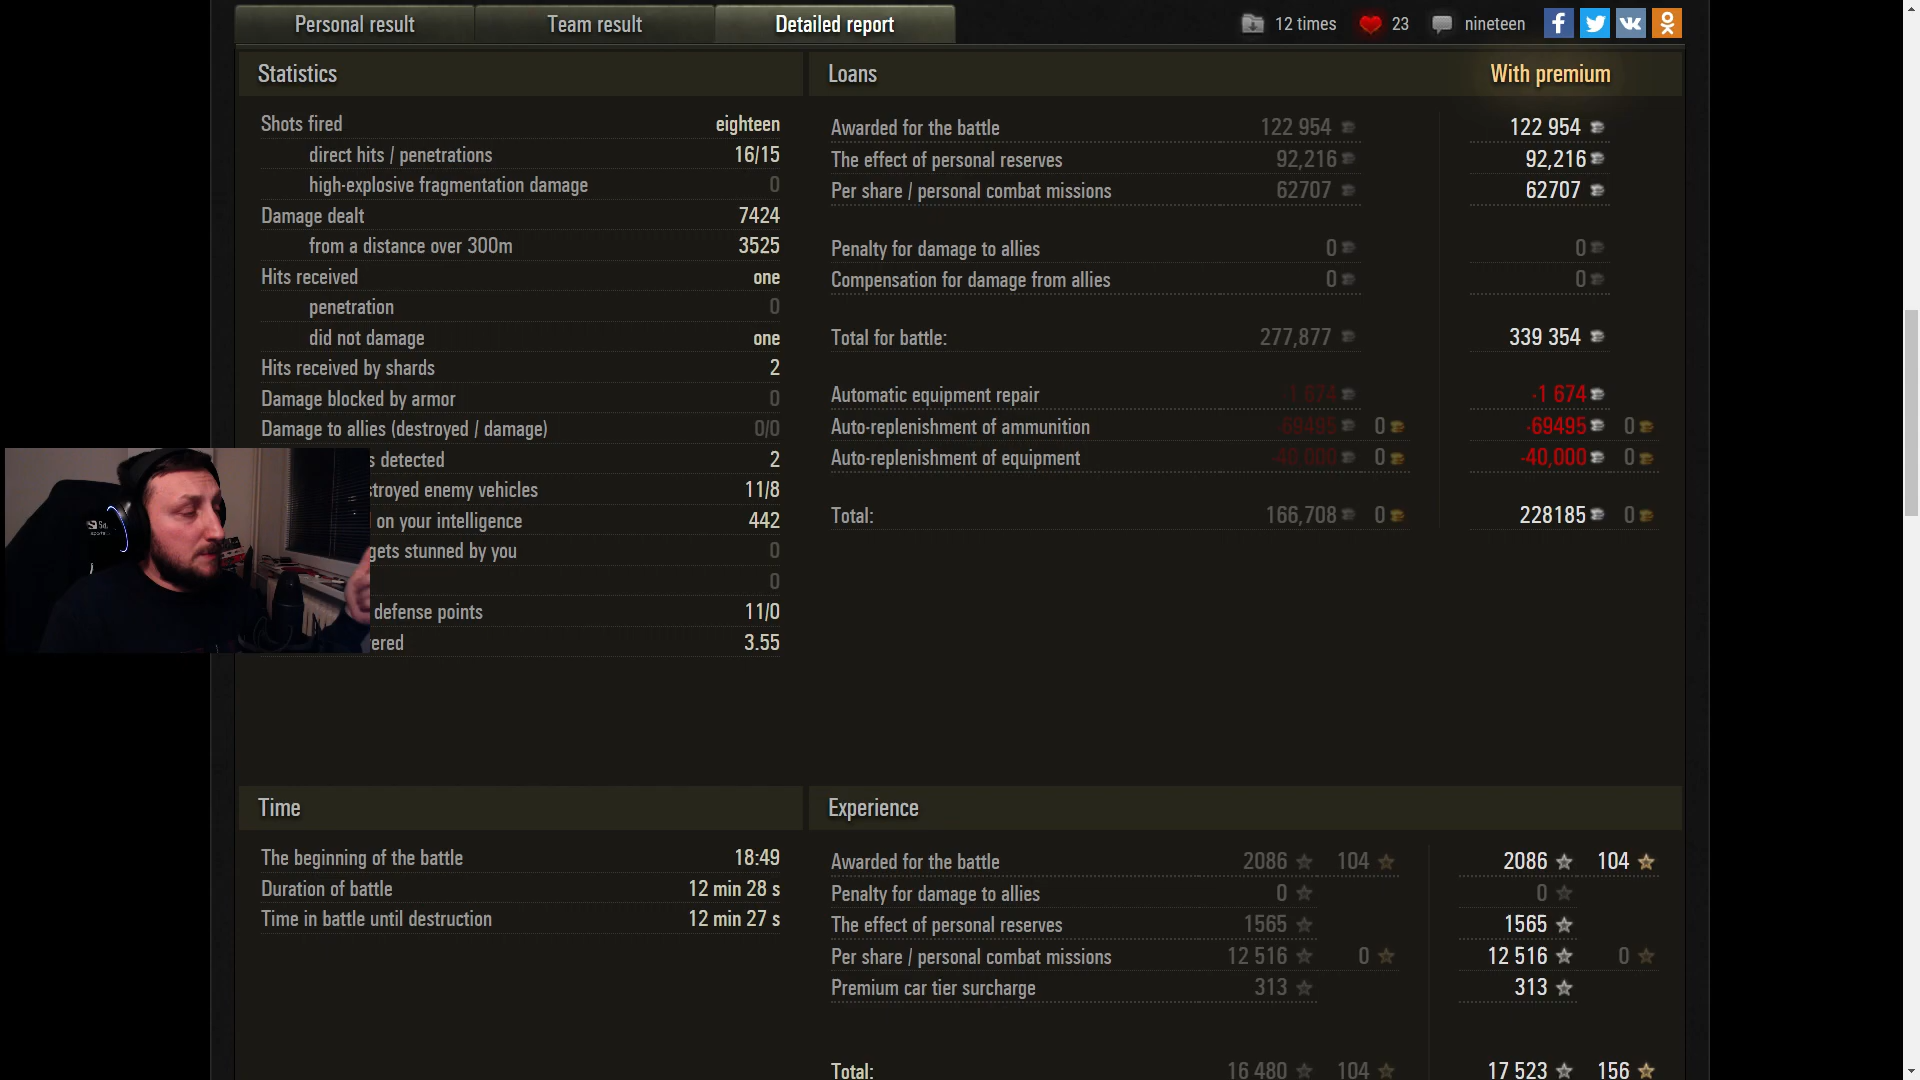 Personal result Team result Detailed report 12 times 23 nineteen
Statistics
Shots fired eighteen
direct hits / penetrations 16/15
high-explosive fragmentation damage 0
Damage dealt 7424
from a distance over 300m 3525
Hits received one
penetration 0
did not damage one
Hits received by shards 2
Damage blocked by armor 0
Damage to allies (destroyed / damage) 0/0
s detected 2
stroyed enemy vehicles 11/8
on your intelligence 442
gets stunned by you 0
0
defense points 11/0
ered 3.55
Loans With premium
Awarded for the battle 122 954 122 954
The effect of personal reserves 92,216 92,216
Per share / personal combat missions 62707 62707
Penalty for damage to allies 0 0
Compensation for damage from allies 0 0
Total for battle: 277,877 339 354
Automatic equipment repair -1 674 -1 674
Auto-replenishment of ammunition -69495 0 -69495 0
Auto-replenishment of equipment -40 000 0 -40,000 0
Total: 166,708 0 228185 0
Time
The beginning of the battle 18:49
Duration of battle 12 min 28 s
Time in battle until destruction 12 min 27 s
Experience
Awarded for the battle 2086 104 2086 104
Penalty for damage to allies 0 0
The effect of personal reserves 1565 1565
Per share / personal combat missions 12 516 0 12 516 0
Premium car tier surcharge 313 313
Total: 16 480 104 17 523 156